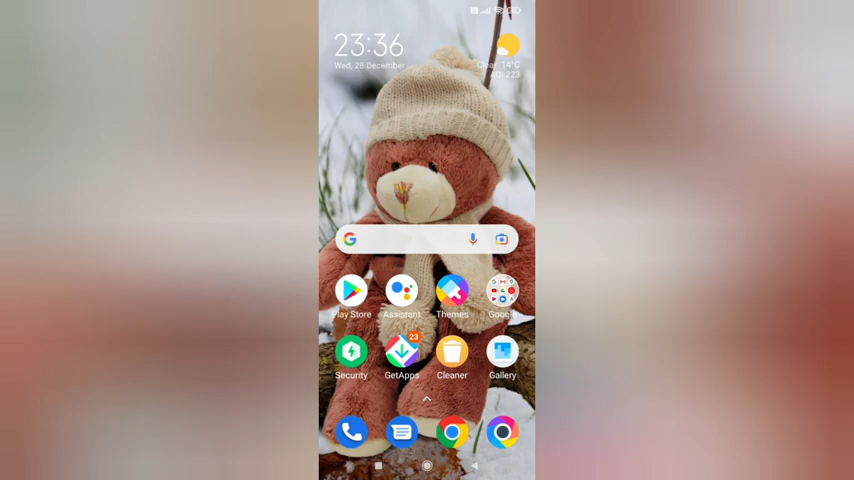 23:36
Wed, 28 December
Clear 14°C
AQI 223
Play Store
Assistant
Themes
Google
23
Security
GetApps
Cleaner
Gallery